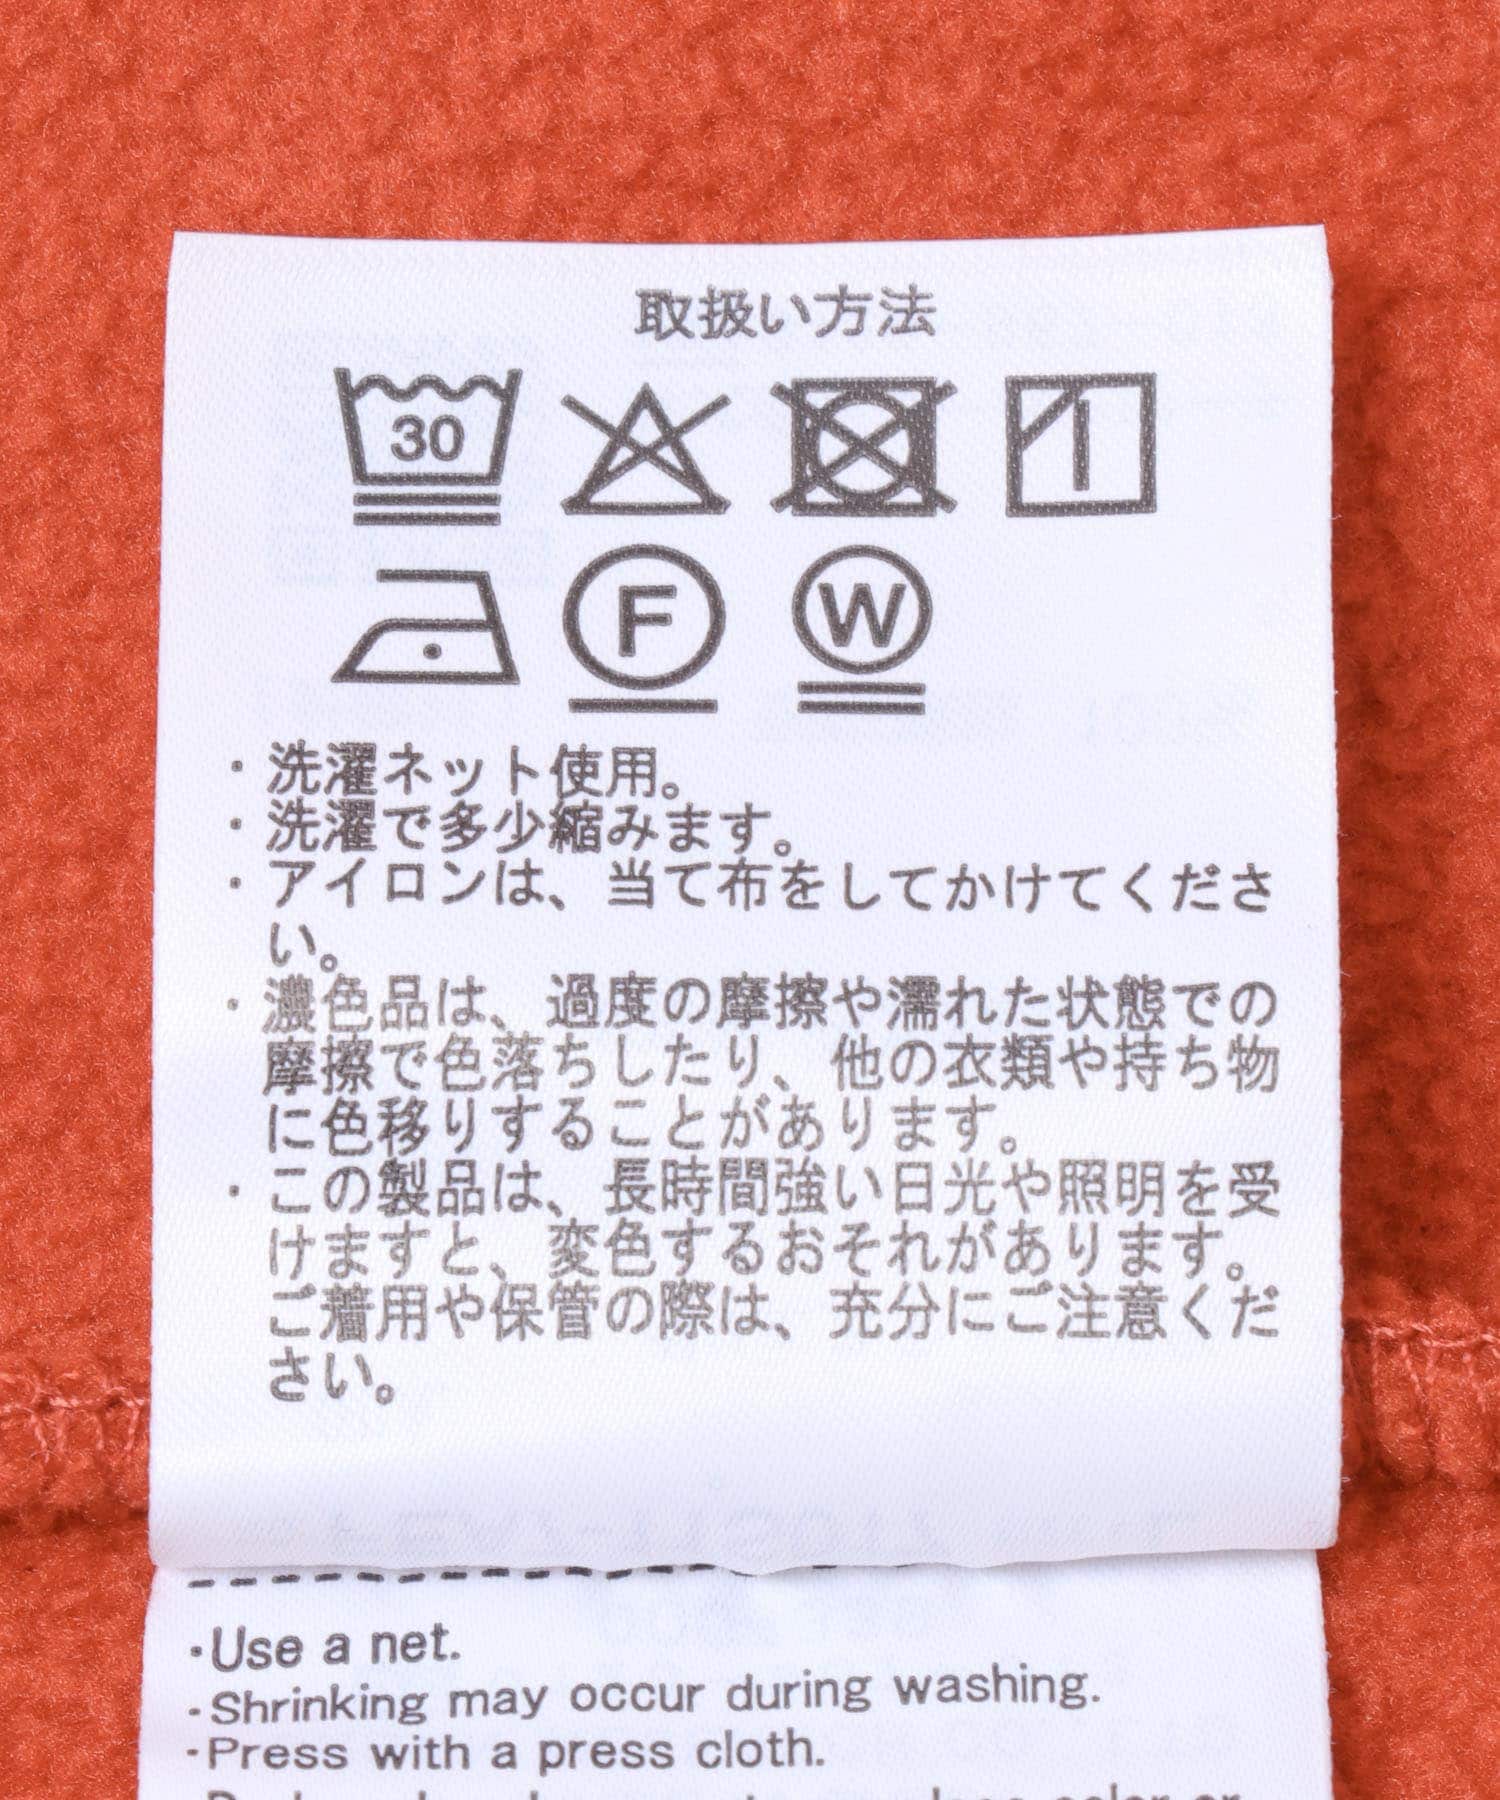 取扱い方法
30
F W
・洗濯ネット使用。
・洗濯で多少縮みます。
・アイロンは、当て布をしてかけてくださ
い。
・濃色品は、過度の摩擦や濡れた状態での
摩擦で色落ちしたり、他の衣類や持ち物
に色移りすることがあります。
・この製品は、長時間強い日光や照明を受
けますと、変色するおそれがあります。
ご着用や保管の際は、充分にご注意くだ
さい。
・Use a net.
・Shrinking may occur during washing.
・Press with a press cloth.